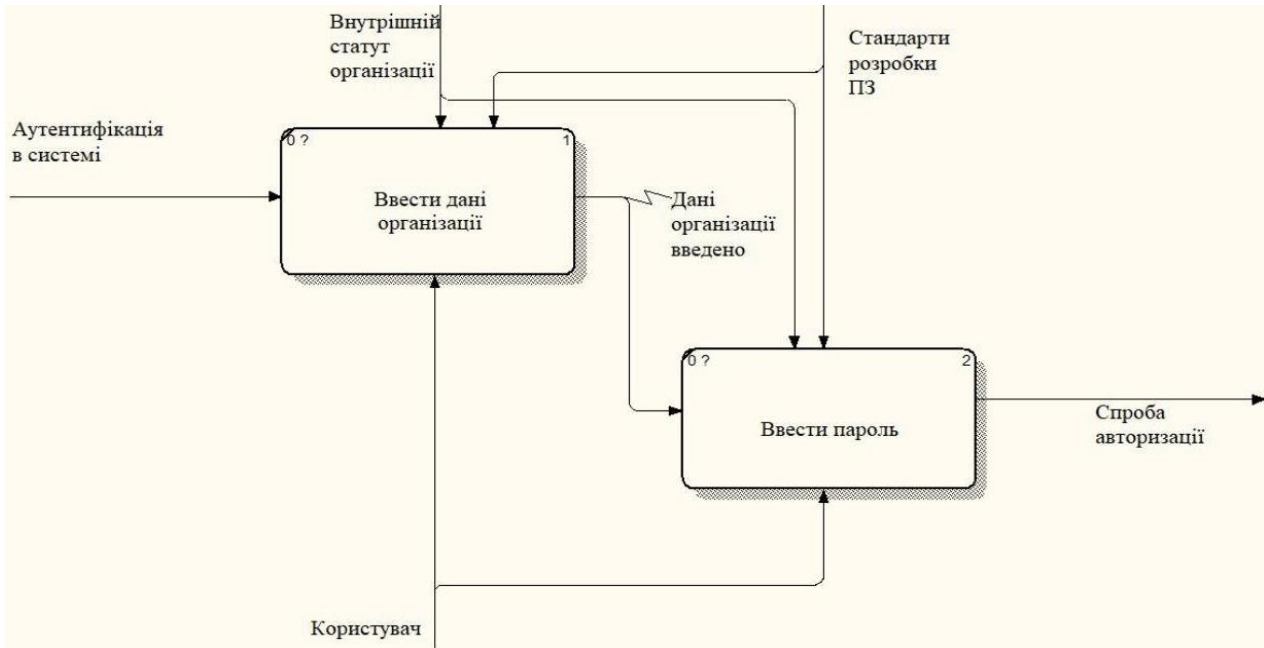 Внутрішній
статут
організації
Стандарти
розробки
ПЗ
Аутентифікація
в системі
0 ?
1
Ввести дані
організації
Дані
організації
введено
0 ?
2
Ввести пароль
Спроба
авторизації
Користувач